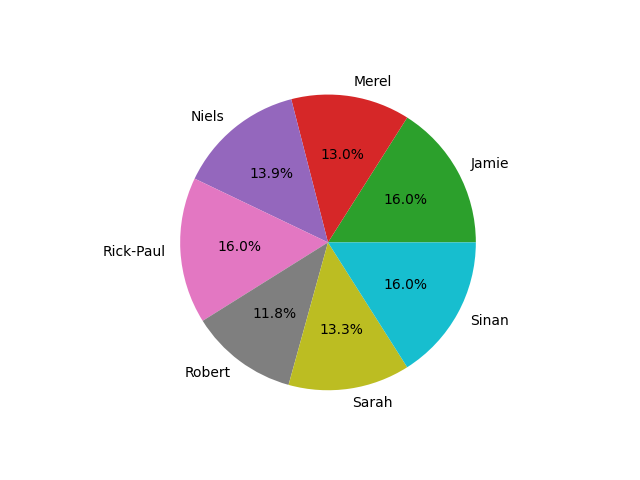 Merel
Niels
Jamie
13.0%
13.9%
16.0%
Rick-Paul
16.0%
16.0%
11.8%
13.3%
Sinan
Robert
Sarah